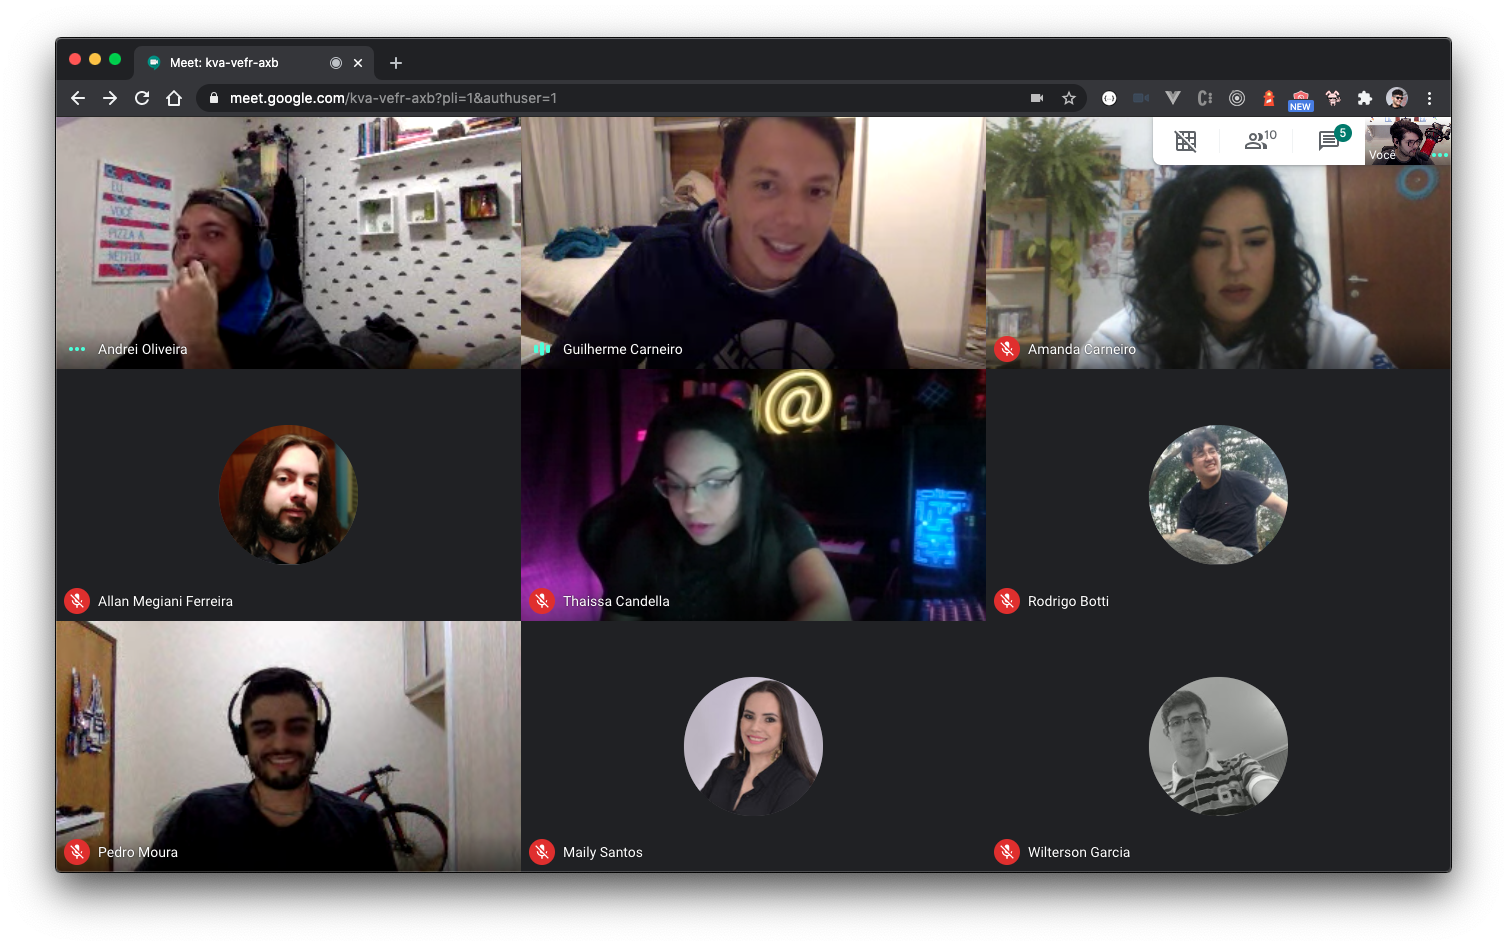 Meet: kva-vefr-axb
meet.google.com/kva-vefr-axb?pli=1&authuser=1
NEW
10
5
Você
EU
VOCÊ
PIZZA &
NETFLIX
@
Andrei Oliveira
Guilherme Carneiro
Amanda Carneiro
Allan Megiani Ferreira
Thaissa Candella
Rodrigo Botti
Pedro Moura
Maily Santos
Wilterson Garcia